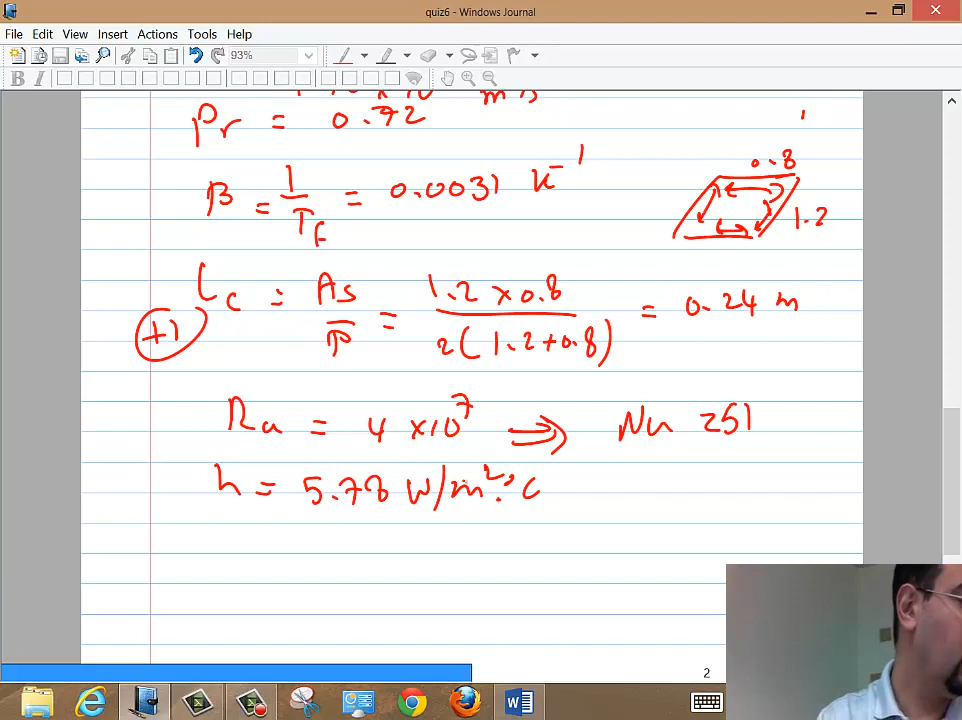 quiz6 - Windows Journal
File Edit View Insert Actions Tools Help
93%
B I
Pr = 0.72
β = 1/TF = 0.0031 K⁻¹
0.8
1.2
+1
Lc = As/P = 1.2 x 0.8 / 2(1.2+0.8) = 0.24 m
Ra = 4 x10⁷ ⇒ Nu 251
h = 5.78 W/m².°C
2